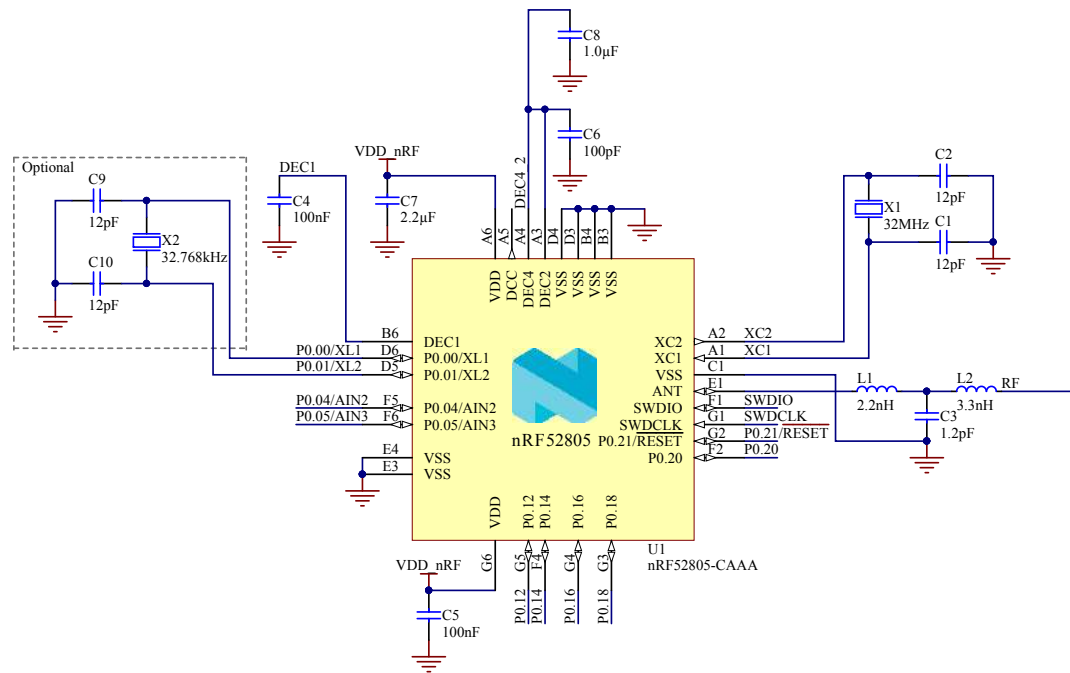 C8
1.0µF
C6
100pF
Optional
C9
12pF
X2
32.768kHz
C10
12pF
DEC1
C4
100nF
VDD_nRF
C7
2.2µF
DEC4_2
A6
A5
A4
A3
D4
D3
B4
B3
VDD
DCC
DEC4
DEC2
VSS
VSS
VSS
VSS
C2
12pF
X1
32MHz
C1
12pF
B6
DEC1
P0.00/XL1 D6 P0.00/XL1
P0.01/XL2 D5 P0.01/XL2
P0.04/AIN2 F5 P0.04/AIN2
P0.05/AIN3 F6 P0.05/AIN3
E4 VSS
E3 VSS
nRF52805
XC2 A2 XC2
XC1 A1 XC1
VSS C1
ANT E1
SWDIO F1 SWDIO
SWDCLK G1 SWDCLK
P0.21/RESET G2 P0.21/RESET
P0.20 F2 P0.20
L1
2.2nH
L2
3.3nH
RF
C3
1.2pF
VDD
P0.12
P0.14
P0.16
P0.18
G6
G5
F4
G4
G3
P0.12
P0.14
P0.16
P0.18
U1
nRF52805-CAAA
VDD_nRF
C5
100nF